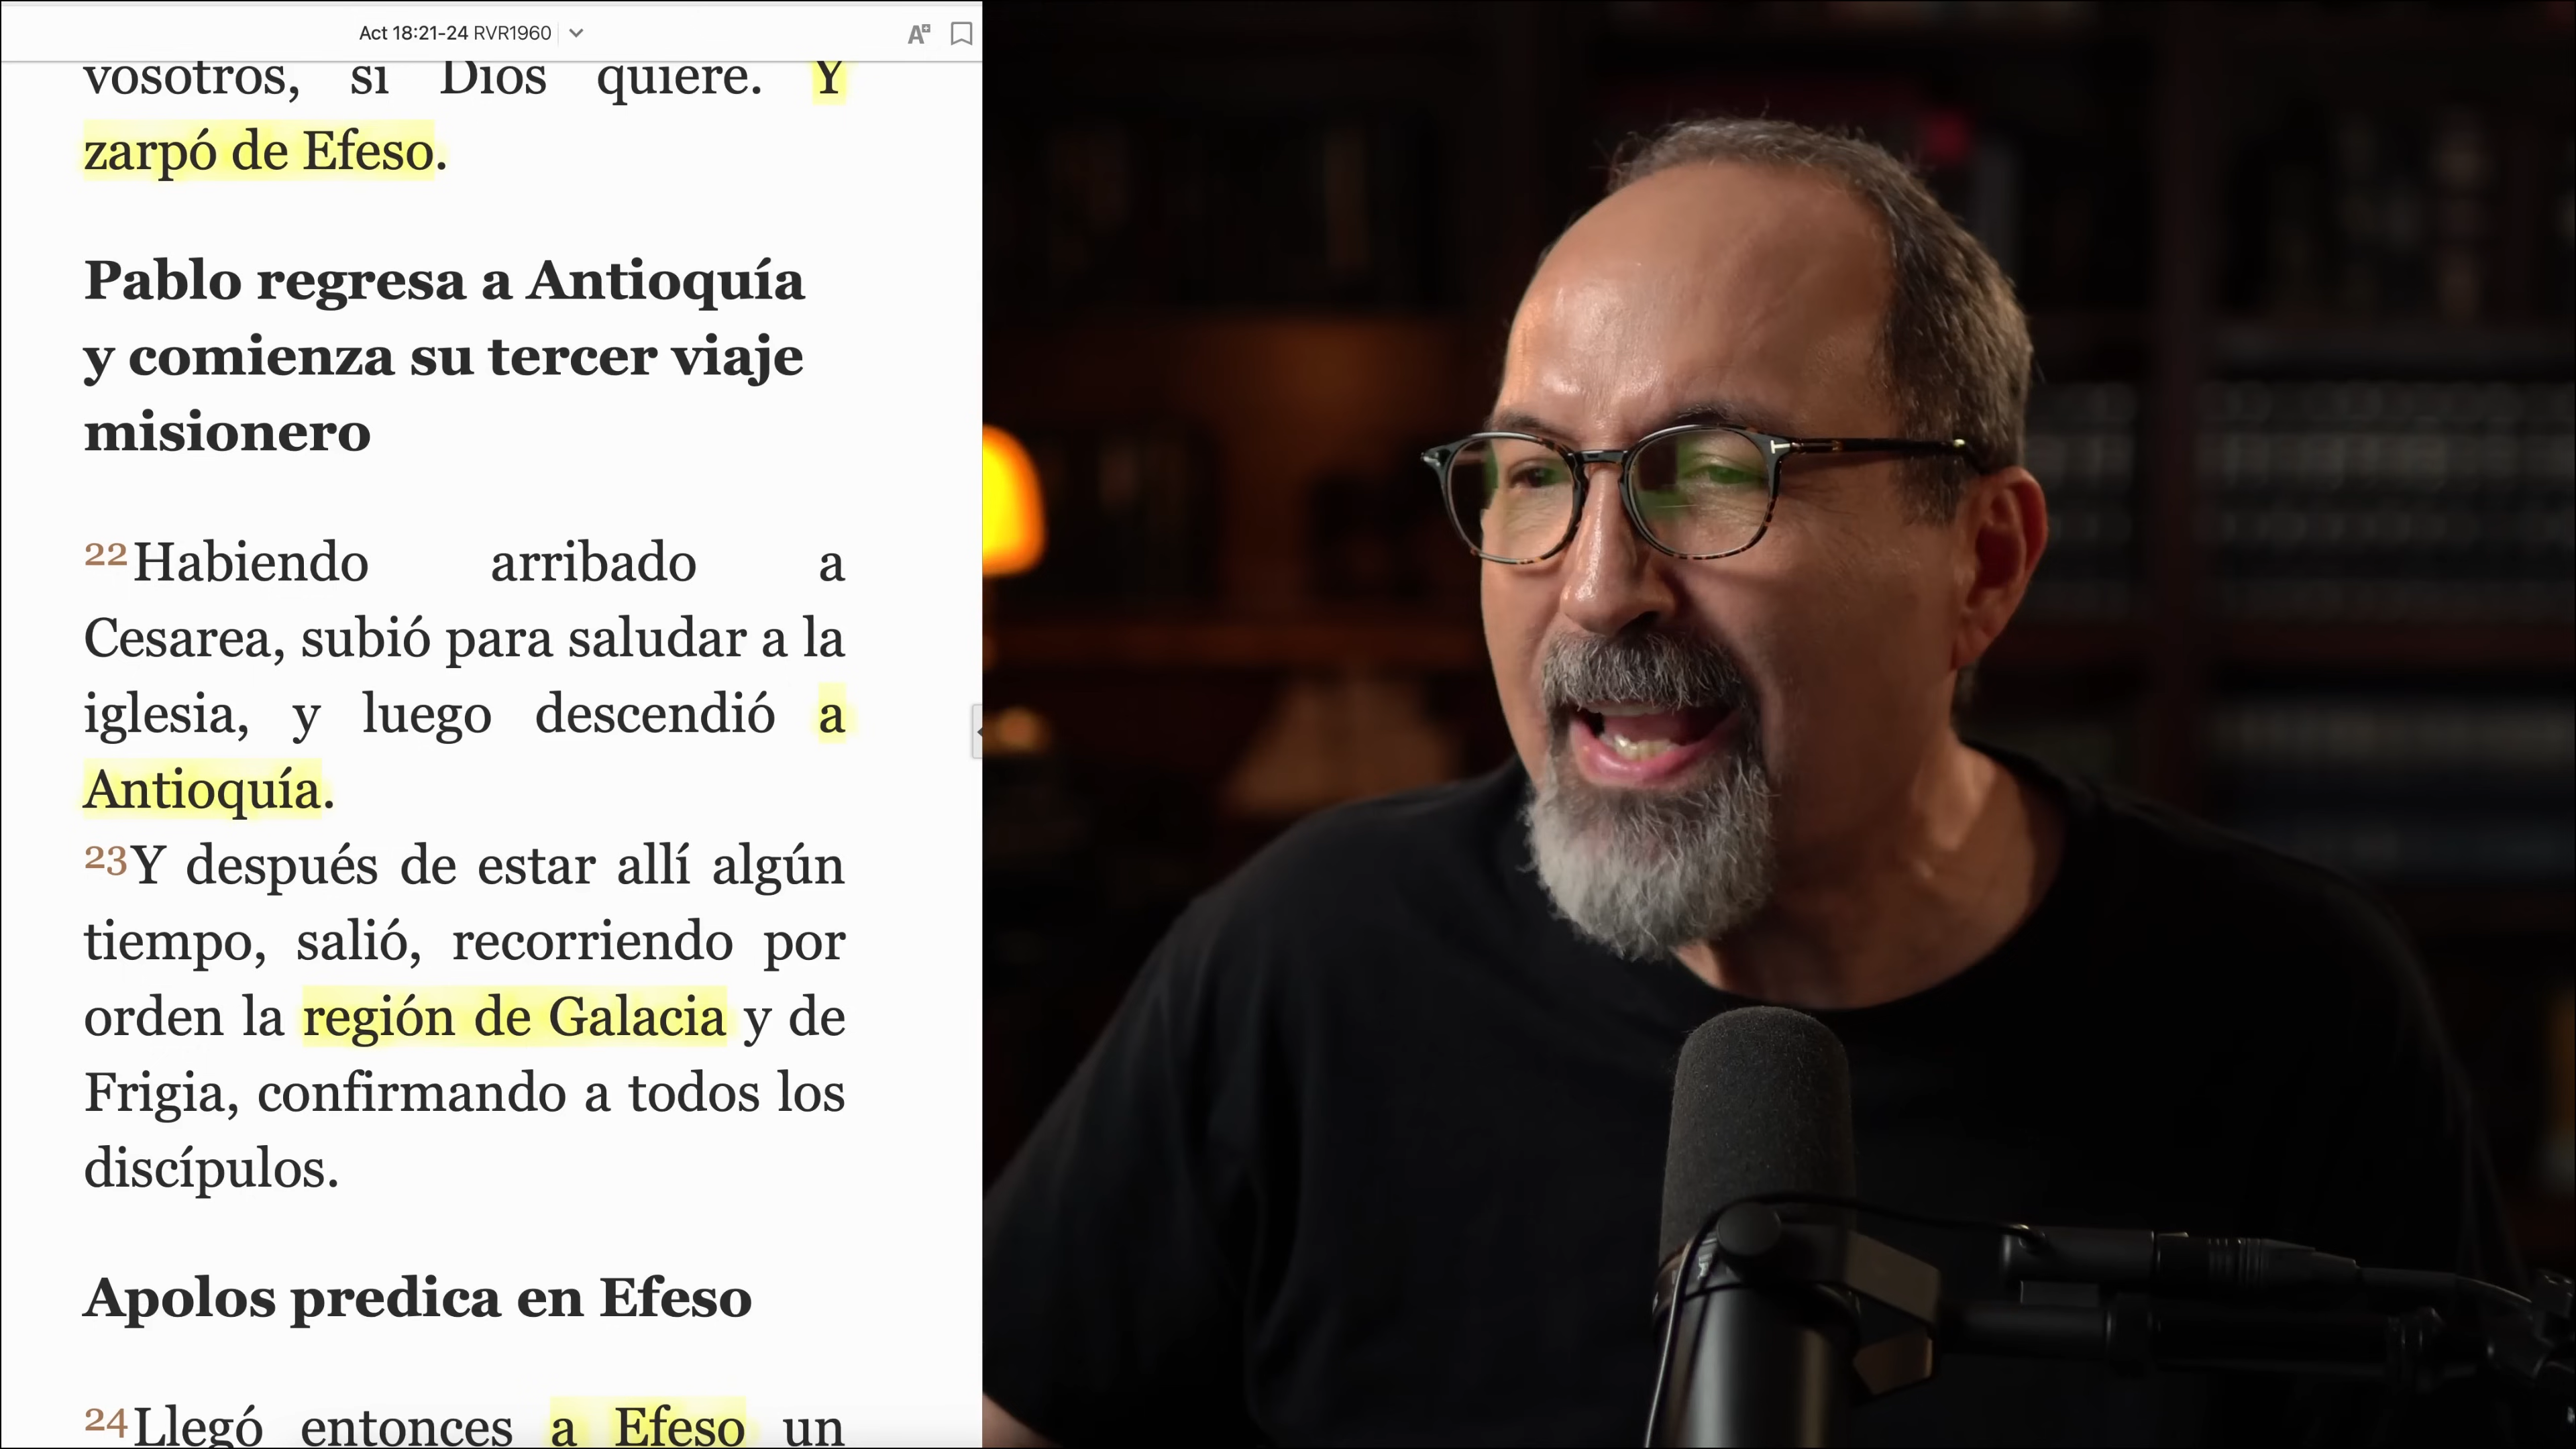 Act 18:21-24 RVR1960
vosotros, si Dios quiere. Y
zarpó de Efeso.
Pablo regresa a Antioquía
y comienza su tercer viaje
misionero
22Habiendo arribado a
Cesarea, subió para saludar a la
iglesia, y luego descendió a
Antioquía.
23Y después de estar allí algún
tiempo, salió, recorriendo por
orden la región de Galacia y de
Frigia, confirmando a todos los
discípulos.
Apolos predica en Efeso
24Llegó entonces a Efeso un